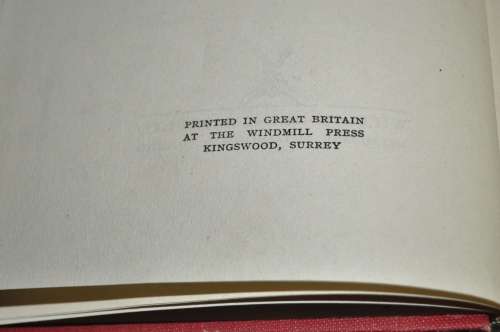 PRINTED IN GREAT BRITAIN
AT THE WINDMILL PRESS
KINGSWOOD, SURREY